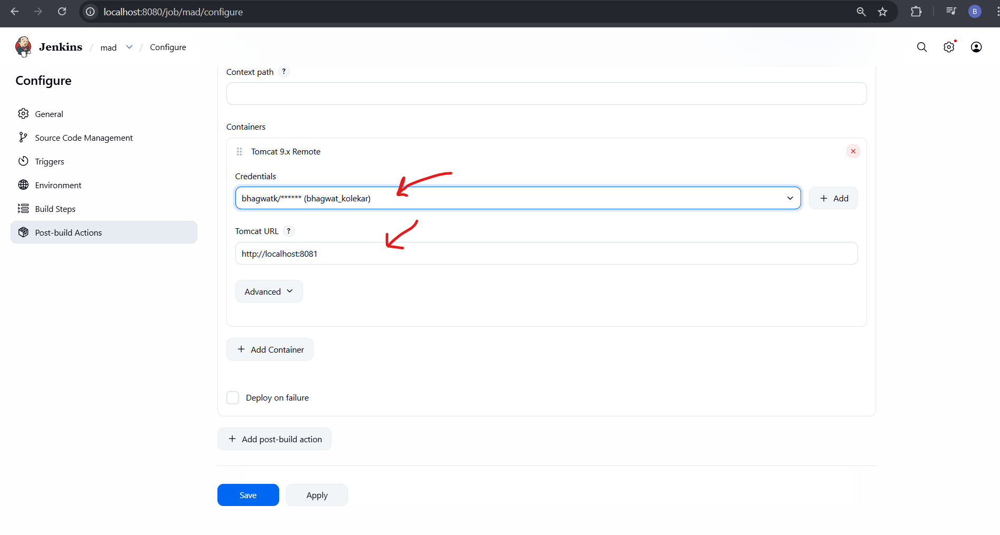 localhost:8080/job/mad/configure
B
Jenkins / mad / Configure
Configure
General
Source Code Management
Triggers
Environment
Build Steps
Post-build Actions
Context path ?
Containers
Tomcat 9.x Remote
Credentials
bhagwatk/****** (bhagwat_kolekar)
+ Add
Tomcat URL ?
http://localhost:8081
Advanced
+ Add Container
Deploy on failure
+ Add post-build action
Save
Apply